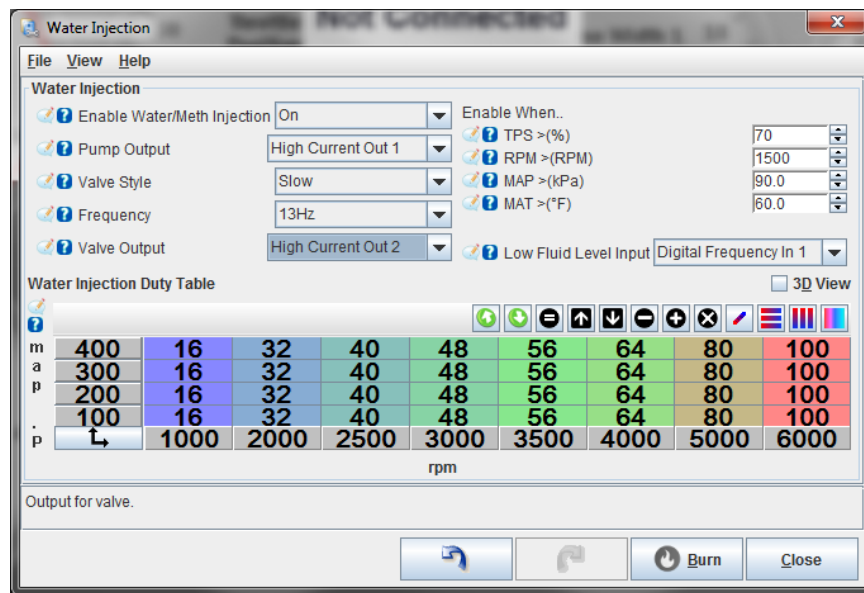 Not Connected
Water Injection
File View Help
Water Injection
Enable Water/Meth Injection On
Pump Output High Current Out 1
Valve Style Slow
Frequency 13Hz
Valve Output High Current Out 2
Enable When..
TPS >(%) 70
RPM >(RPM) 1500
MAP >(kPa) 90.0
MAT >(°F) 60.0
Low Fluid Level Input Digital Frequency In 1
Water Injection Duty Table
3D View
m a p . p
400 16 32 40 48 56 64 80 100
300 16 32 40 48 56 64 80 100
200 16 32 40 48 56 64 80 100
100 16 32 40 48 56 64 80 100
1000 2000 2500 3000 3500 4000 5000 6000
rpm
Output for valve.
Burn Close